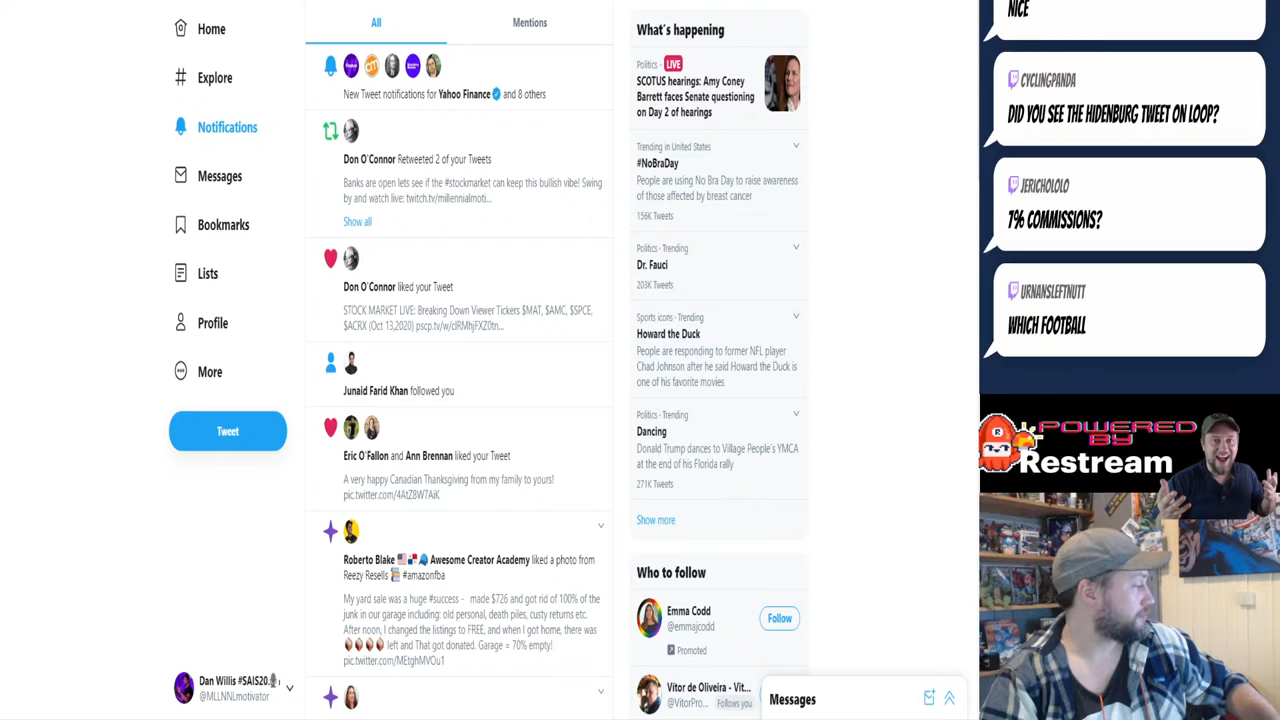 Home
Explore
Notifications
Messages
Bookmarks
Lists
Profile
More
Tweet
Dan Willis #SAIS20.
@MLLNNLmotivator
All
Mentions
New Tweet notifications for Yahoo Finance and 8 others
Don O'Connor Retweeted 2 of your Tweets
Banks are open lets see if the #stockmarket can keep this bullish vibe! Swing
by and watch live: twitch.tv/millennialmoti...
Show all
Don O'Connor liked your Tweet
STOCK MARKET LIVE: Breaking Down Viewer Tickers $MAT, $AMC, $SPCE,
$ACRX (Oct 13,2020) pscp.tv/w/clRMhjFXZ0tn...
Junaid Farid Khan followed you
Eric O'Fallon and Ann Brennan liked your Tweet
A very happy Canadian Thanksgiving from my family to yours!
pic.twitter.com/4AtZ8W7AiK
Roberto Blake Awesome Creator Academy liked a photo from
Reezy Resells #amazonfba
My yard sale was a huge #success - made $726 and got rid of 100% of the
junk in our garage including: old personal, death piles, custy returns etc.
After noon, I changed the listings to FREE, and when I got home, there was
left and That got donated. Garage = 70% empty!
pic.twitter.com/MEtghMVOu1
What's happening
Politics · LIVE
SCOTUS hearings: Amy Coney
Barrett faces Senate questioning
on Day 2 of hearings
Trending in United States
#NoBraDay
People are using No Bra Day to raise awareness
of those affected by breast cancer
156K Tweets
Politics · Trending
Dr. Fauci
203K Tweets
Sports icons · Trending
Howard the Duck
People are responding to former NFL player
Chad Johnson after he said Howard the Duck is
one of his favorite movies
Politics · Trending
Dancing
Donald Trump dances to Village People's YMCA
at the end of his Florida rally
271K Tweets
Show more
Who to follow
Emma Codd
@emmajcodd
Follow
Promoted
Vítor de Oliveira - Vit...
@VitorPro... Follows you
Messages
NICE
CYCLINGPANDA
DID YOU SEE THE HIDENBURG TWEET ON LOOP?
JERICHOLOLO
7% COMMISSIONS?
URNANSLEFTNUTT
WHICH FOOTBALL
POWERED
BY
Restream